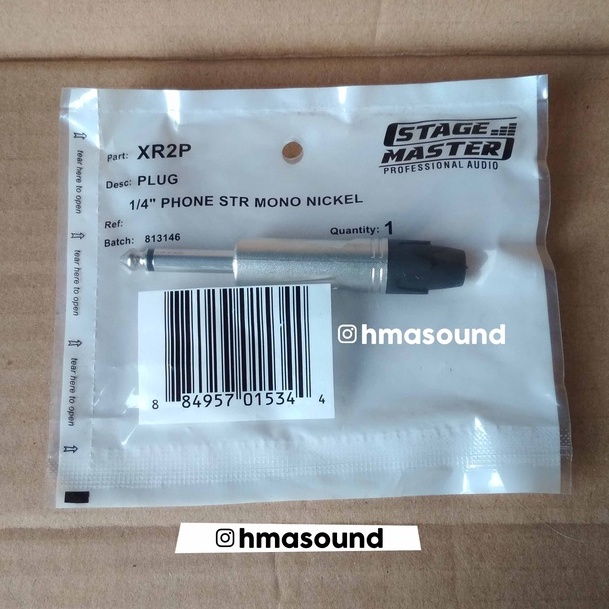 STAGE
MASTER
PROFESSIONAL AUDIO
Part: XR2P
Desc: PLUG
1/4" PHONE STR MONO NICKEL
Ref:
Batch: 813146
Quantity: 1
tear here to open
tear here to open
tear here to open
hmasound
8 84957 01534 4
hmasound